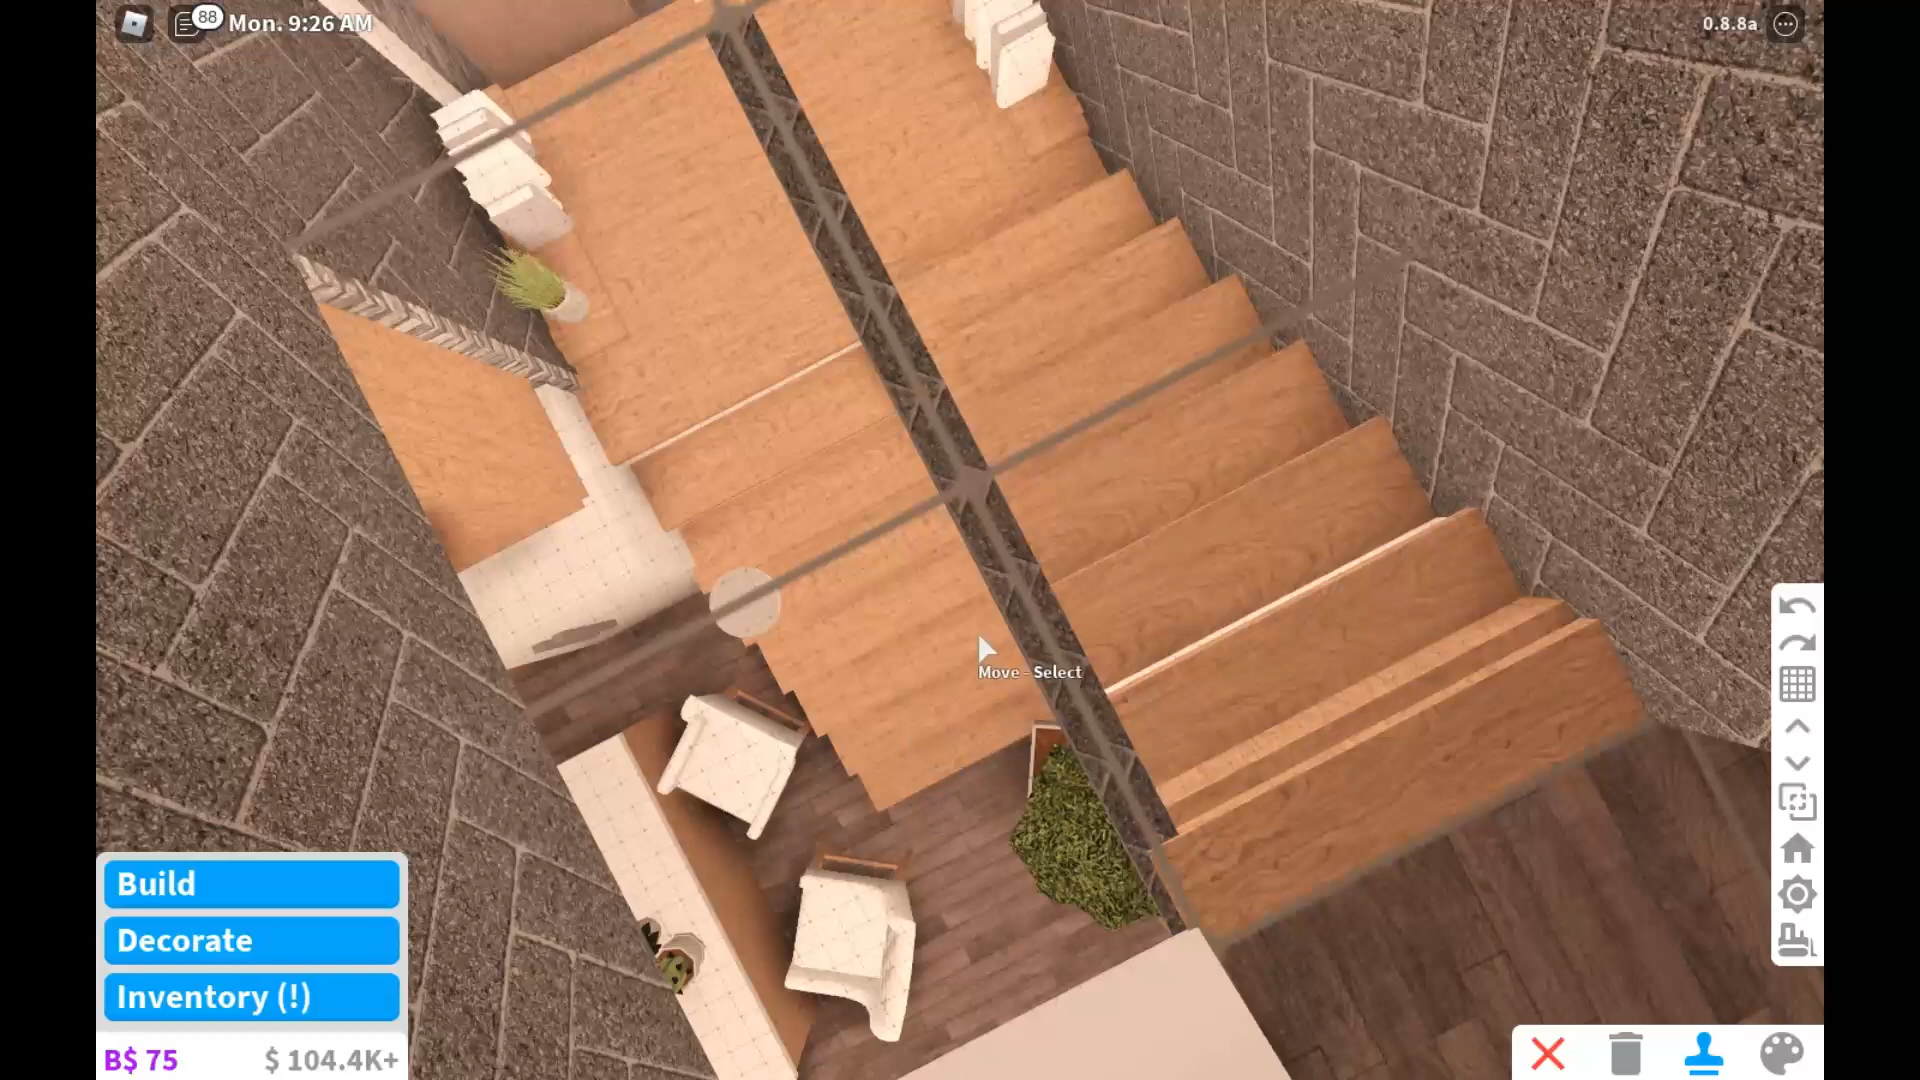 88
Mon. 9:26 AM
0.8.8a
Move - Select
Build
Decorate
Inventory (!)
B$ 75
$ 104.4K+